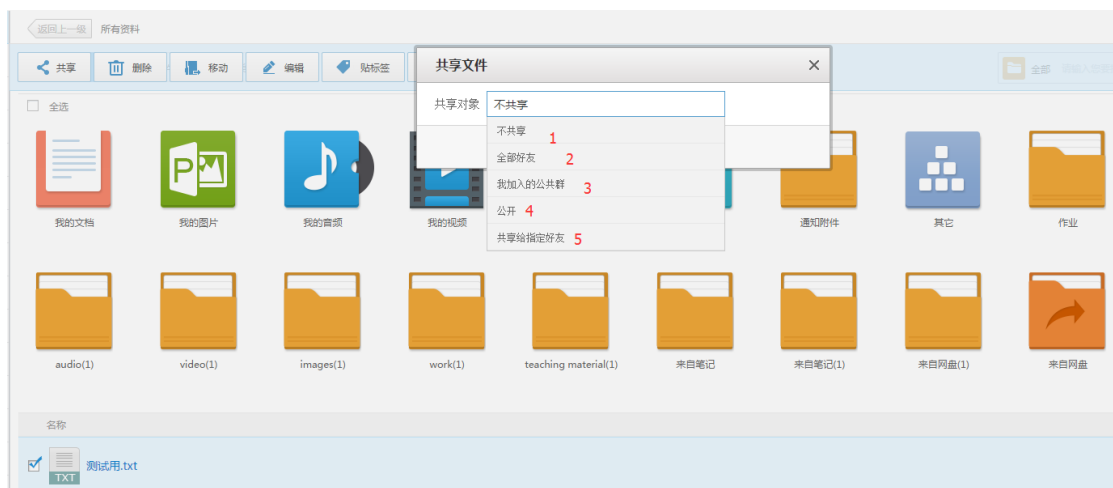 返回上一级 所有资料
共享 删除 移动 编辑 贴标签
共享文件 ×
全部
全选
共享对象 不共享
不共享 1
全部好友 2
我加入的公共群 3
公开 4
共享给指定好友 5
我的文档 我的图片 我的音频 我的视频 通知附件 其它 作业
audio(1) video(1) images(1) work(1) teaching material(1) 来自笔记 来自笔记(1) 来自网盘(1) 来自网盘
名称
TXT 测试用.txt